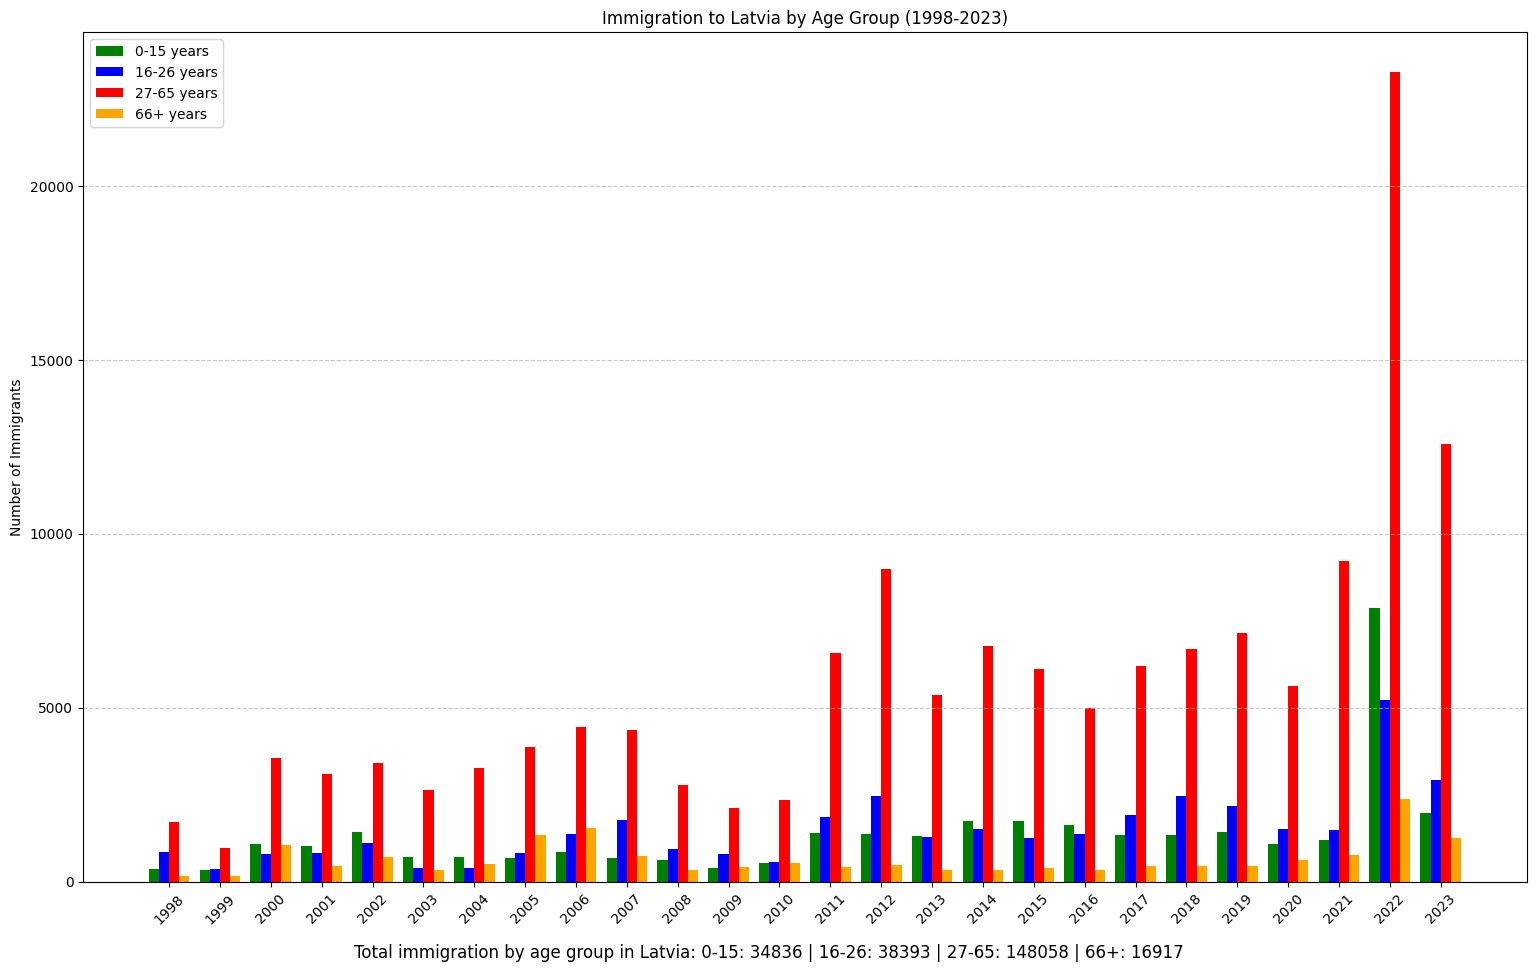 Immigration to Latvia by Age Group (1998-2023)
0-15 years
16-26 years
27-65 years
66+ years
Number of Immigrants
20000
15000
10000
5000
0
1998 1999 2000 2001 2002 2003 2004 2005 2006 2007 2008 2009 2010 2011 2012 2013 2014 2015 2016 2017 2018 2019 2020 2021 2022 2023
Total immigration by age group in Latvia: 0-15: 34836 | 16-26: 38393 | 27-65: 148058 | 66+: 16917